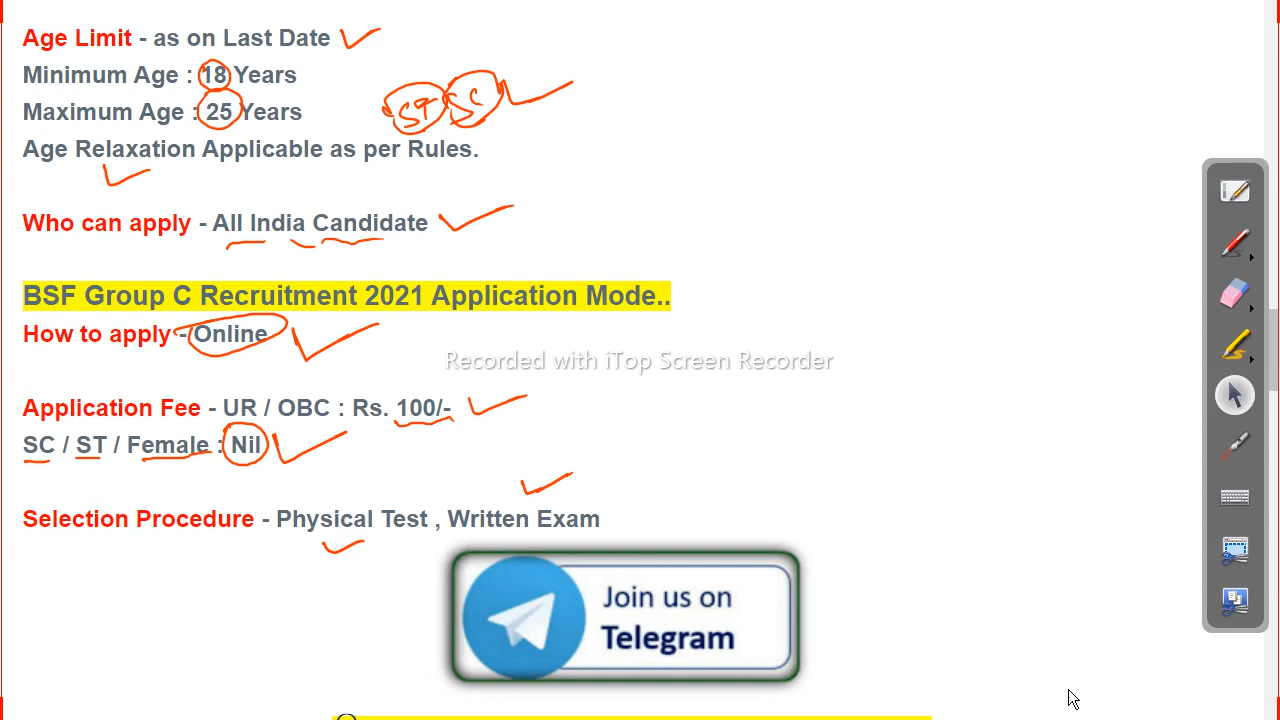 Age Limit - as on Last Date
Minimum Age : 18 Years
Maximum Age : 25 Years
ST SC
Age Relaxation Applicable as per Rules.
Who can apply - All India Candidate
BSF Group C Recruitment 2021 Application Mode..
How to apply - Online
Recorded with iTop Screen Recorder
Application Fee - UR / OBC : Rs. 100/-
SC / ST / Female : Nil
Selection Procedure - Physical Test , Written Exam
Join us on
Telegram